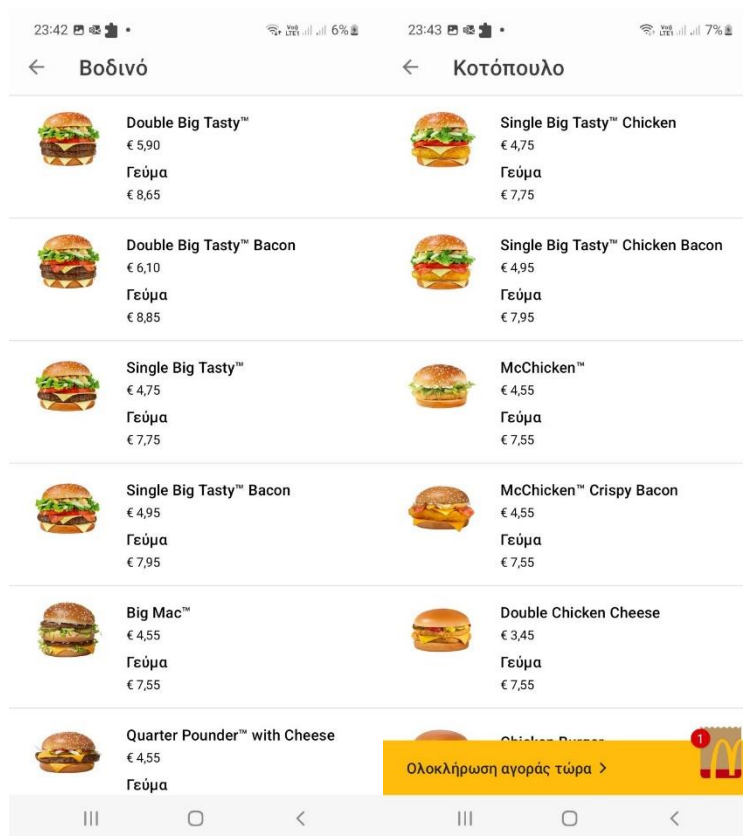 23:42
6%
Βοδινό
Double Big Tasty™
€ 5,90
Γεύμα
€ 8,65
Double Big Tasty™ Bacon
€ 6,10
Γεύμα
€ 8,85
Single Big Tasty™
€ 4,75
Γεύμα
€ 7,75
Single Big Tasty™ Bacon
€ 4,95
Γεύμα
€ 7,95
Big Mac™
€ 4,55
Γεύμα
€ 7,55
Quarter Pounder™ with Cheese
€ 4,55
Γεύμα
23:43
7%
Κοτόπουλο
Single Big Tasty™ Chicken
€ 4,75
Γεύμα
€ 7,75
Single Big Tasty™ Chicken Bacon
€ 4,95
Γεύμα
€ 7,95
McChicken™
€ 4,55
Γεύμα
€ 7,55
McChicken™ Crispy Bacon
€ 4,55
Γεύμα
€ 7,55
Double Chicken Cheese
€ 3,45
Γεύμα
€ 7,55
1
Ολοκλήρωση αγοράς τώρα >